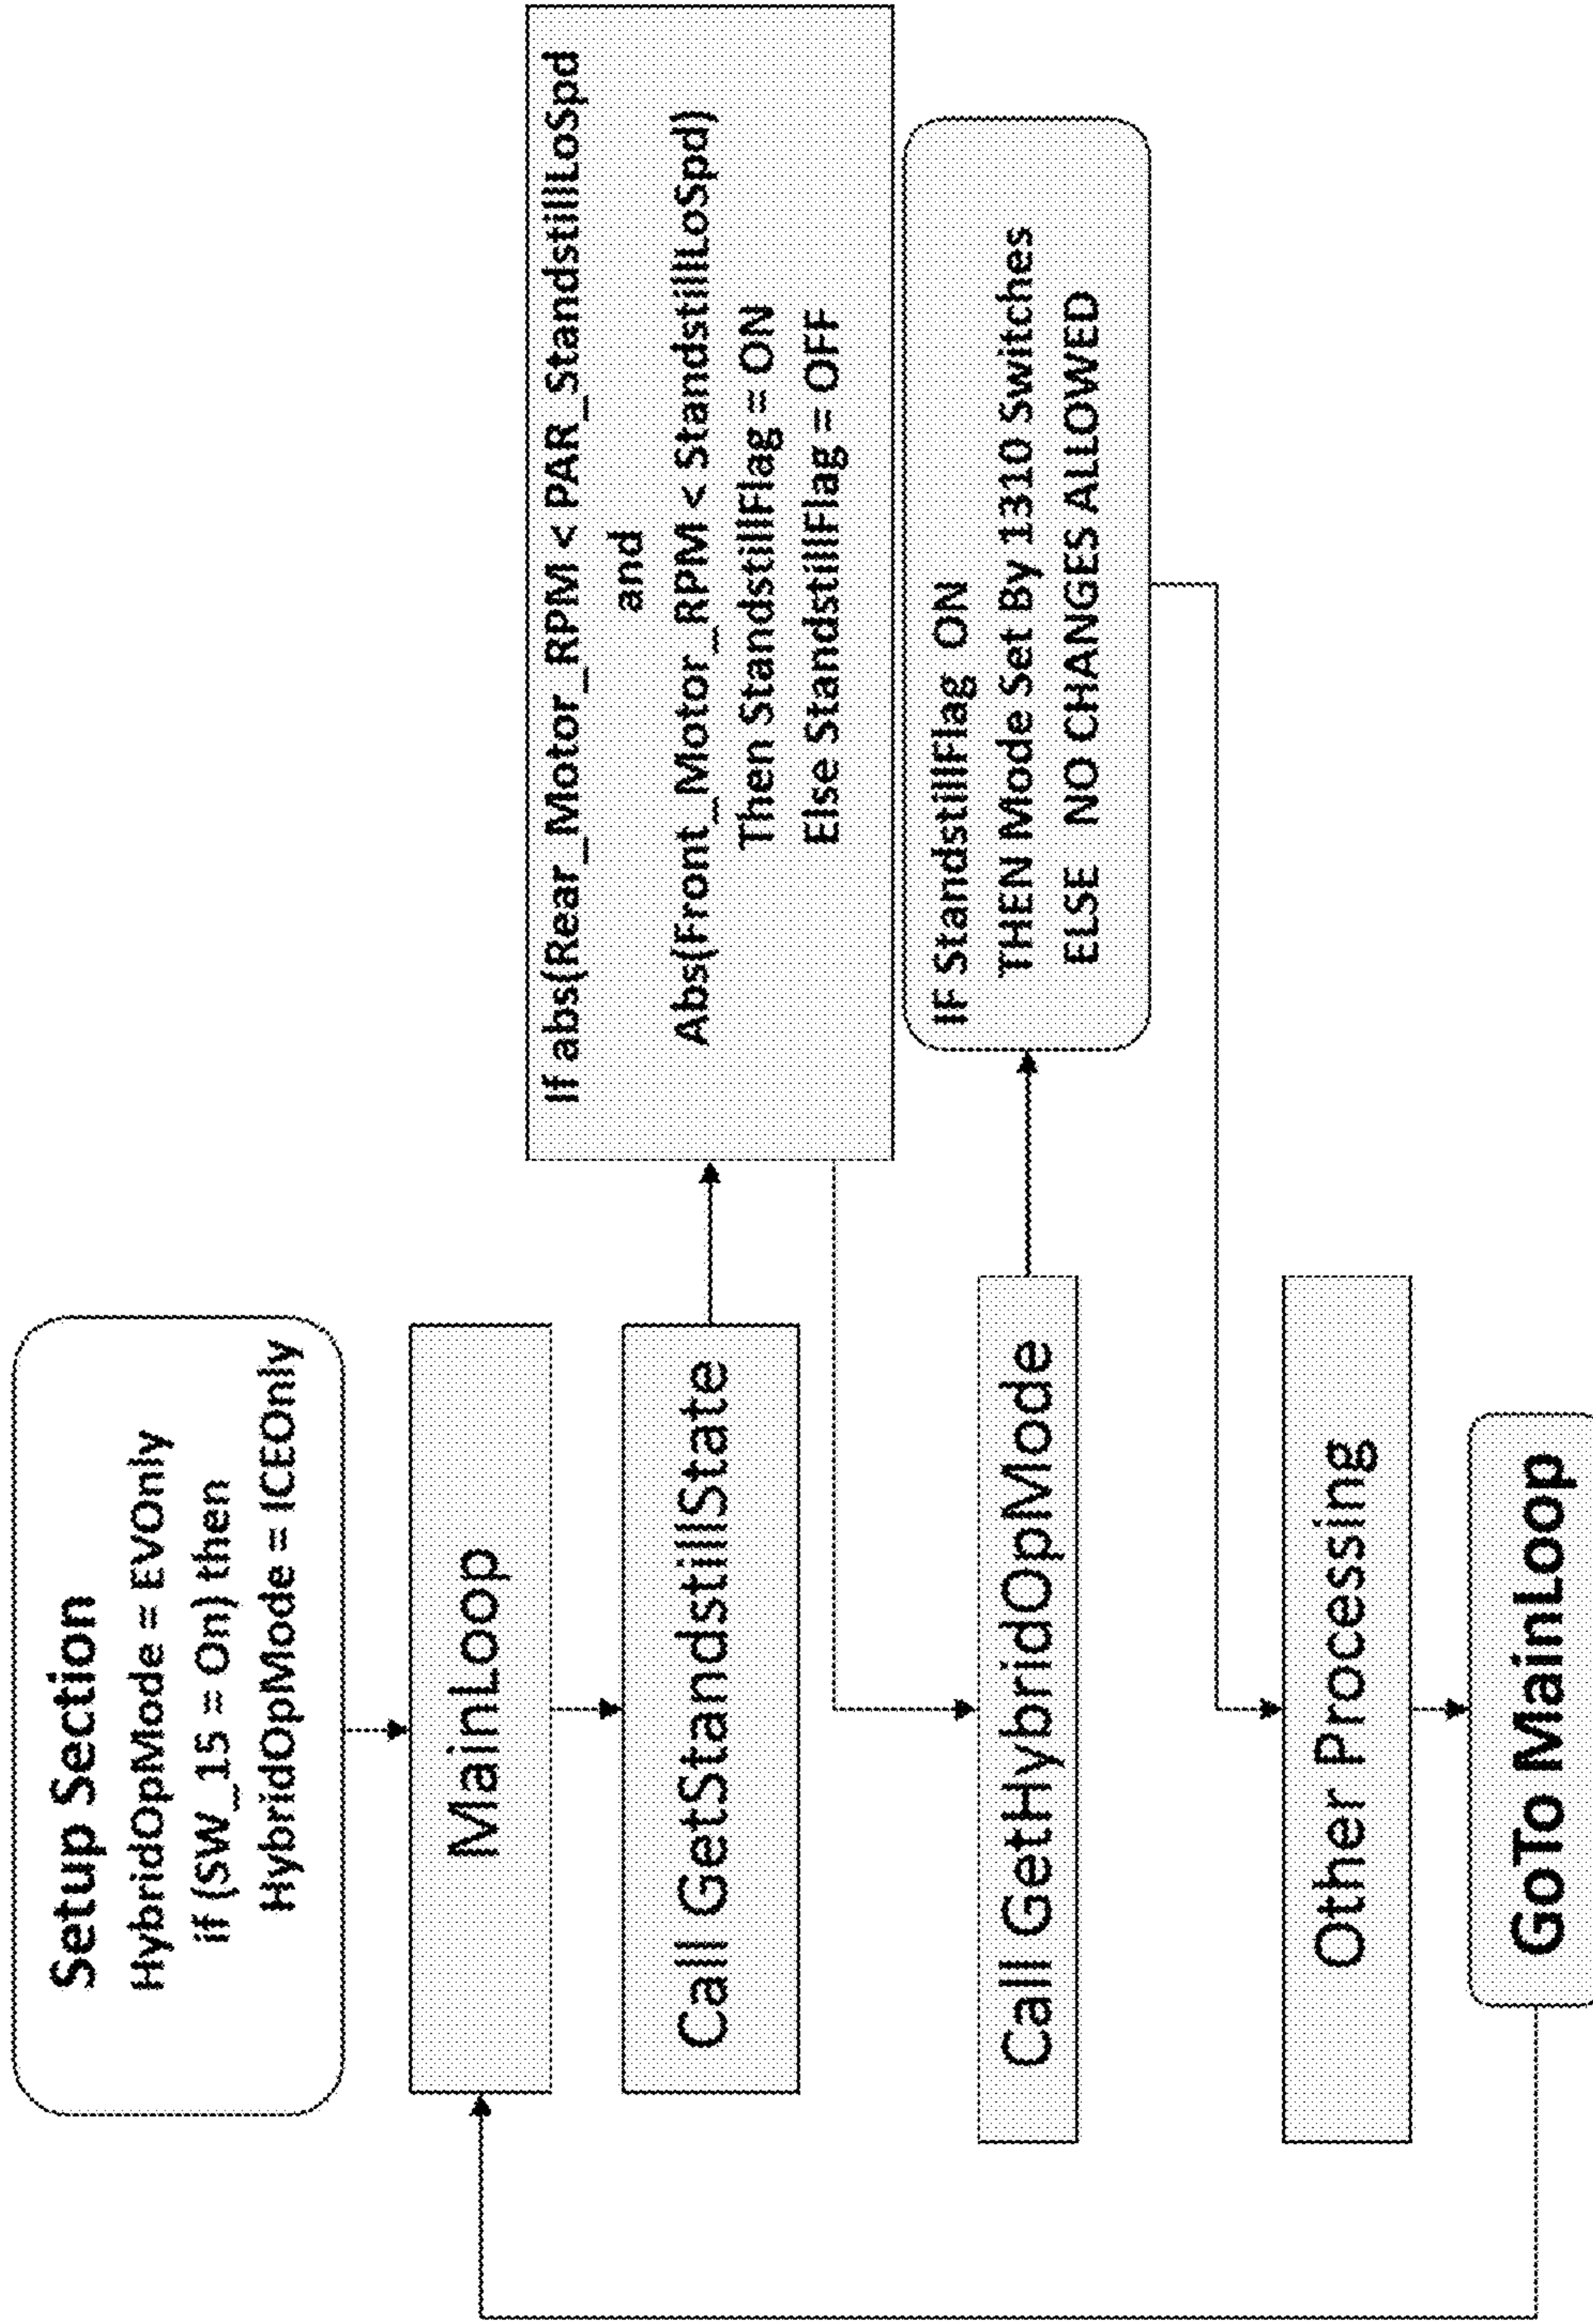 Setup Section
HybridOpMode = EVOnly
if (SW_15 = On) then
HybridOpMode = ICEOnly
MainLoop
Call GetStandstillState
If abs(Rear_Motor_RPM < PAR_StandstillLoSpd
and
Abs(Front_Motor_RPM < StandstillLoSpd)
Then StandstillFlag = ON
Else StandstillFlag = OFF
Call GetHybridOpMode
IF StandstillFlag ON
THEN Mode Set By 1310 Switches
ELSE NO CHANGES ALLOWED
Other Processing
GoTo MainLoop